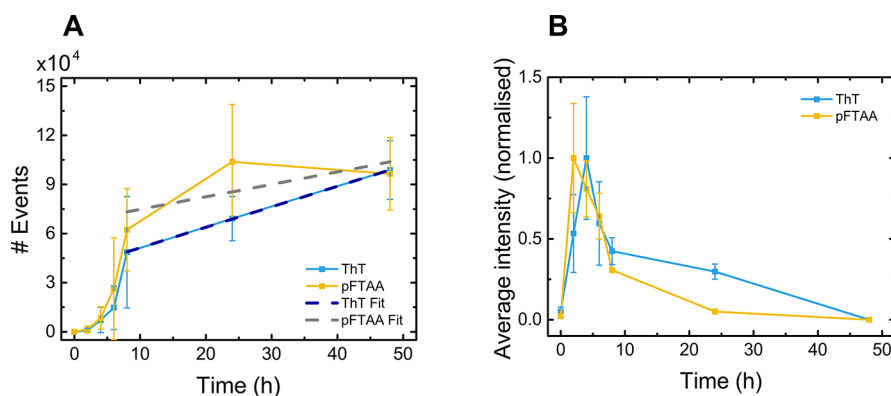 A
×10⁴
# Events
15
12
9
6
3
0
0 10 20 30 40 50
Time (h)
ThT
pFTAA
ThT Fit
pFTAA Fit
B
Average intensity (normalised)
1.5
1.0
0.5
0.0
0 10 20 30 40 50
Time (h)
ThT
pFTAA